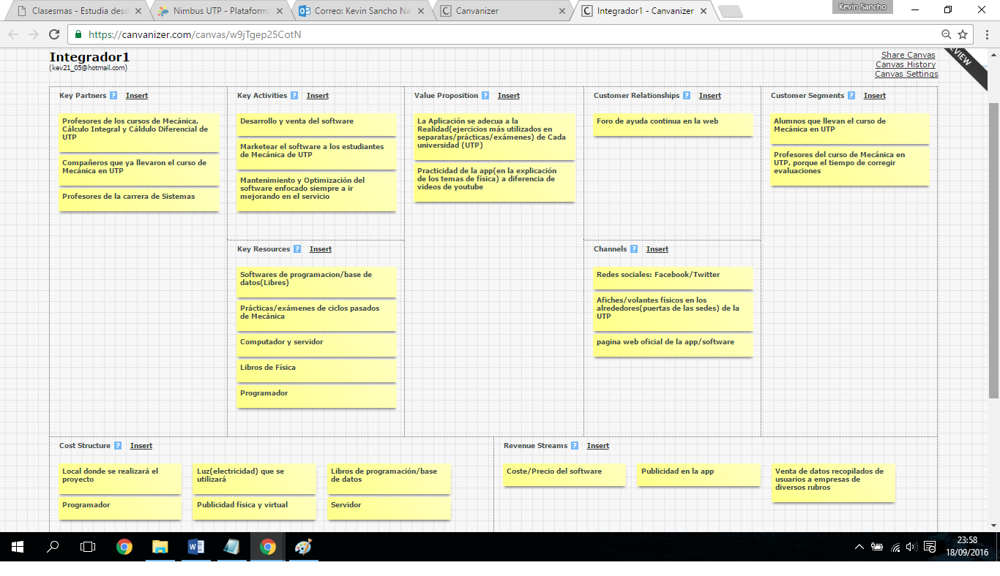 Clasesmas - Estudia desd
Nimbus UTP - Plataforma
Correo: Kevin Sancho Na
Canvanizer
Integrador1 - Canvanizer
Kevin Sancho
https://canvanizer.com/canvas/w9jTgep25CotN
Integrador1
(kev21_05@hotmail.com)
Share Canvas
Canvas History
Canvas Settings
Key Partners ? Insert
Profesores de los cursos de Mecánica,
Cálculo Integral y Cáldulo Diferencial de
UTP
Compañeros que ya llevaron el curso de
Mecánica en UTP
Profesores de la carrera de Sistemas
Key Activities ? Insert
Desarrollo y venta del software
Marketear el software a los estudiantes
de Mecánica de UTP
Mantenimiento y Optimización del
software enfocado siempre a ir
mejorando en el servicio
Key Resources ? Insert
Softwares de programacion/base de
datos(Libres)
Prácticas/exámenes de ciclos pasados
de Mecánica
Computador y servidor
Libros de Física
Programador
Value Proposition ? Insert
La Aplicación se adecua a la
Realidad(ejercicios más utilizados en
separatas/prácticas/exámenes) de Cada
universidad (UTP)
Practicidad de la app(en la explicación
de los temas de física) a diferencia de
videos de youtube
Customer Relationships ? Insert
Foro de ayuda continua en la web
Channels ? Insert
Redes sociales: Facebook/Twitter
Afiches/volantes físicos en los
alrededores(puertas de las sedes) de la
UTP
pagina web oficial de la app/software
Customer Segments ? Insert
Alumnos que llevan el curso de
Mecánica en UTP
Profesores del curso de Mecánica en
UTP, porque el tiempo de corregir
evaluaciones
Cost Structure ? Insert
Local donde se realizará el
proyecto
Luz(electricidad) que se
utilizará
Libros de programación/base
de datos
Programador
Publicidad física y virtual
Servidor
Revenue Streams ? Insert
Coste/Precio del software
Publicidad en la app
Venta de datos recopilados de
usuarios a empresas de
diversos rubros
23:58
18/09/2016